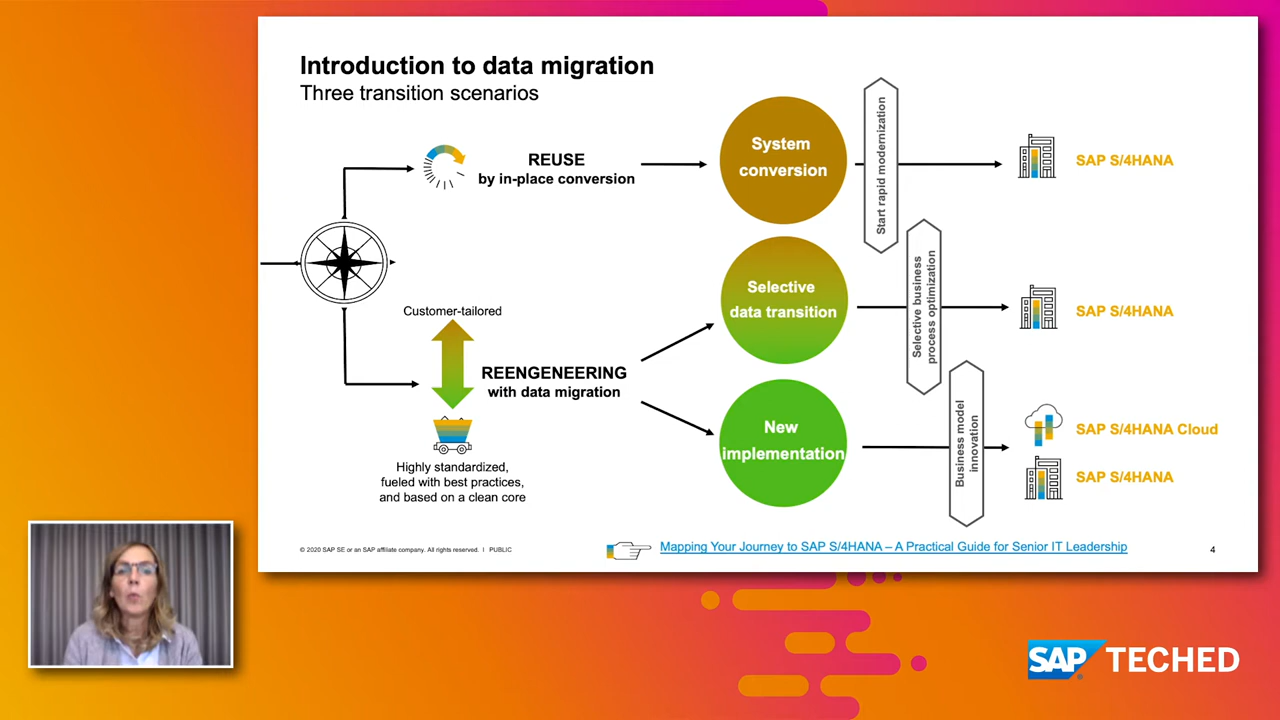 Introduction to data migration
Three transition scenarios
REUSE
by in-place conversion
System
conversion
Start rapid modernization
SAP S/4HANA
Customer-tailored
REENGENEERING
with data migration
Highly standardized,
fueled with best practices,
and based on a clean core
Selective
data transition
Selective business
process optimization
SAP S/4HANA
New
implementation
Business model
innovation
SAP S/4HANA Cloud
SAP S/4HANA
© 2020 SAP SE or an SAP affiliate company. All rights reserved. I PUBLIC
Mapping Your Journey to SAP S/4HANA – A Practical Guide for Senior IT Leadership
4
SAP TECHED